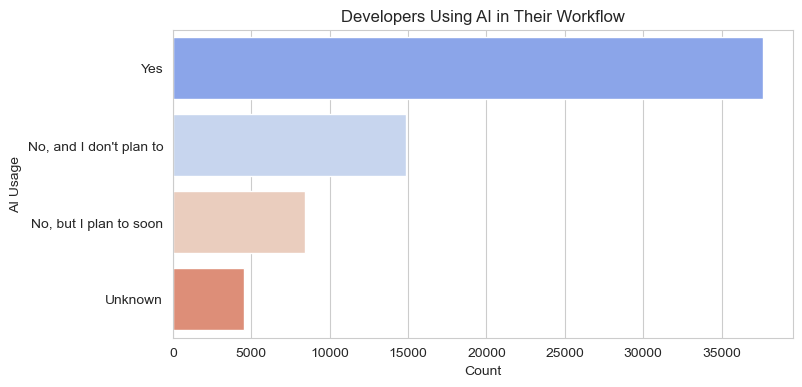 Developers Using AI in Their Workflow
AI Usage
Yes
No, and I don't plan to
No, but I plan to soon
Unknown
0 5000 10000 15000 20000 25000 30000 35000
Count